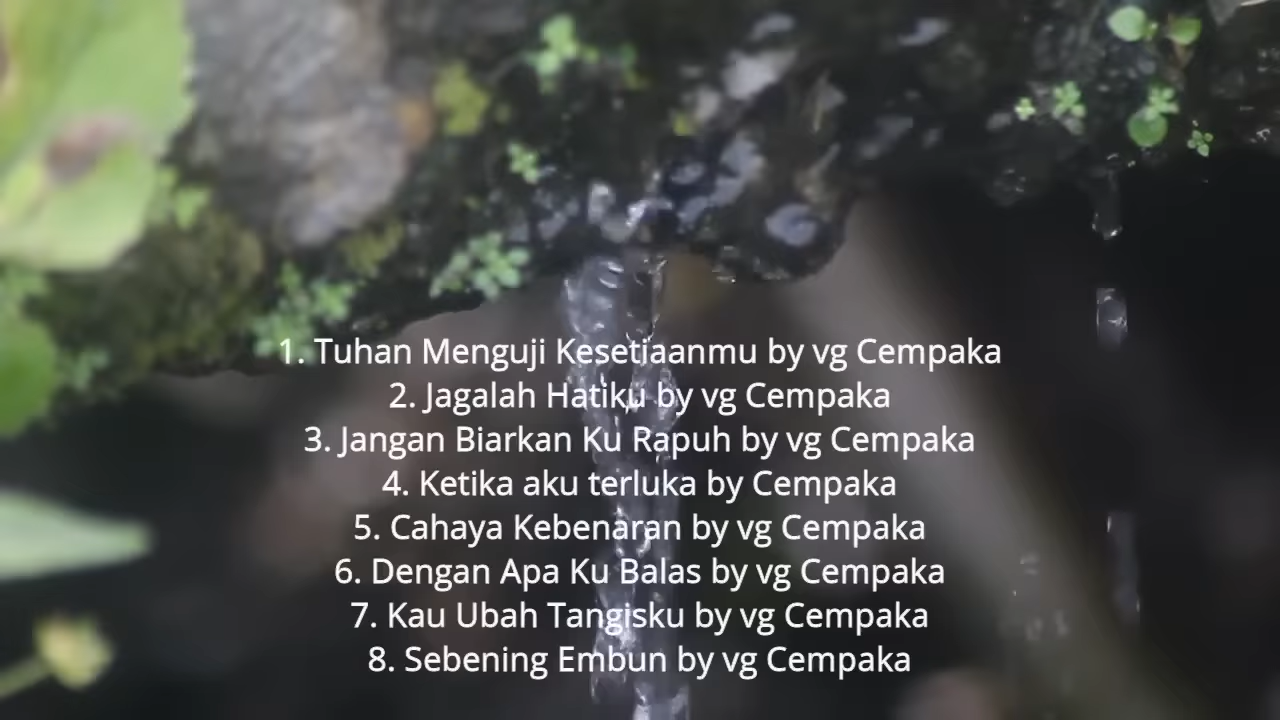 1. Tuhan Menguji Kesetiaanmu by vg Cempaka
2. Jagalah Hatiku by vg Cempaka
3. Jangan Biarkan Ku Rapuh by vg Cempaka
4. Ketika aku terluka by Cempaka
5. Cahaya Kebenaran by vg Cempaka
6. Dengan Apa Ku Balas by vg Cempaka
7. Kau Ubah Tangisku by vg Cempaka
8. Sebening Embun by vg Cempaka